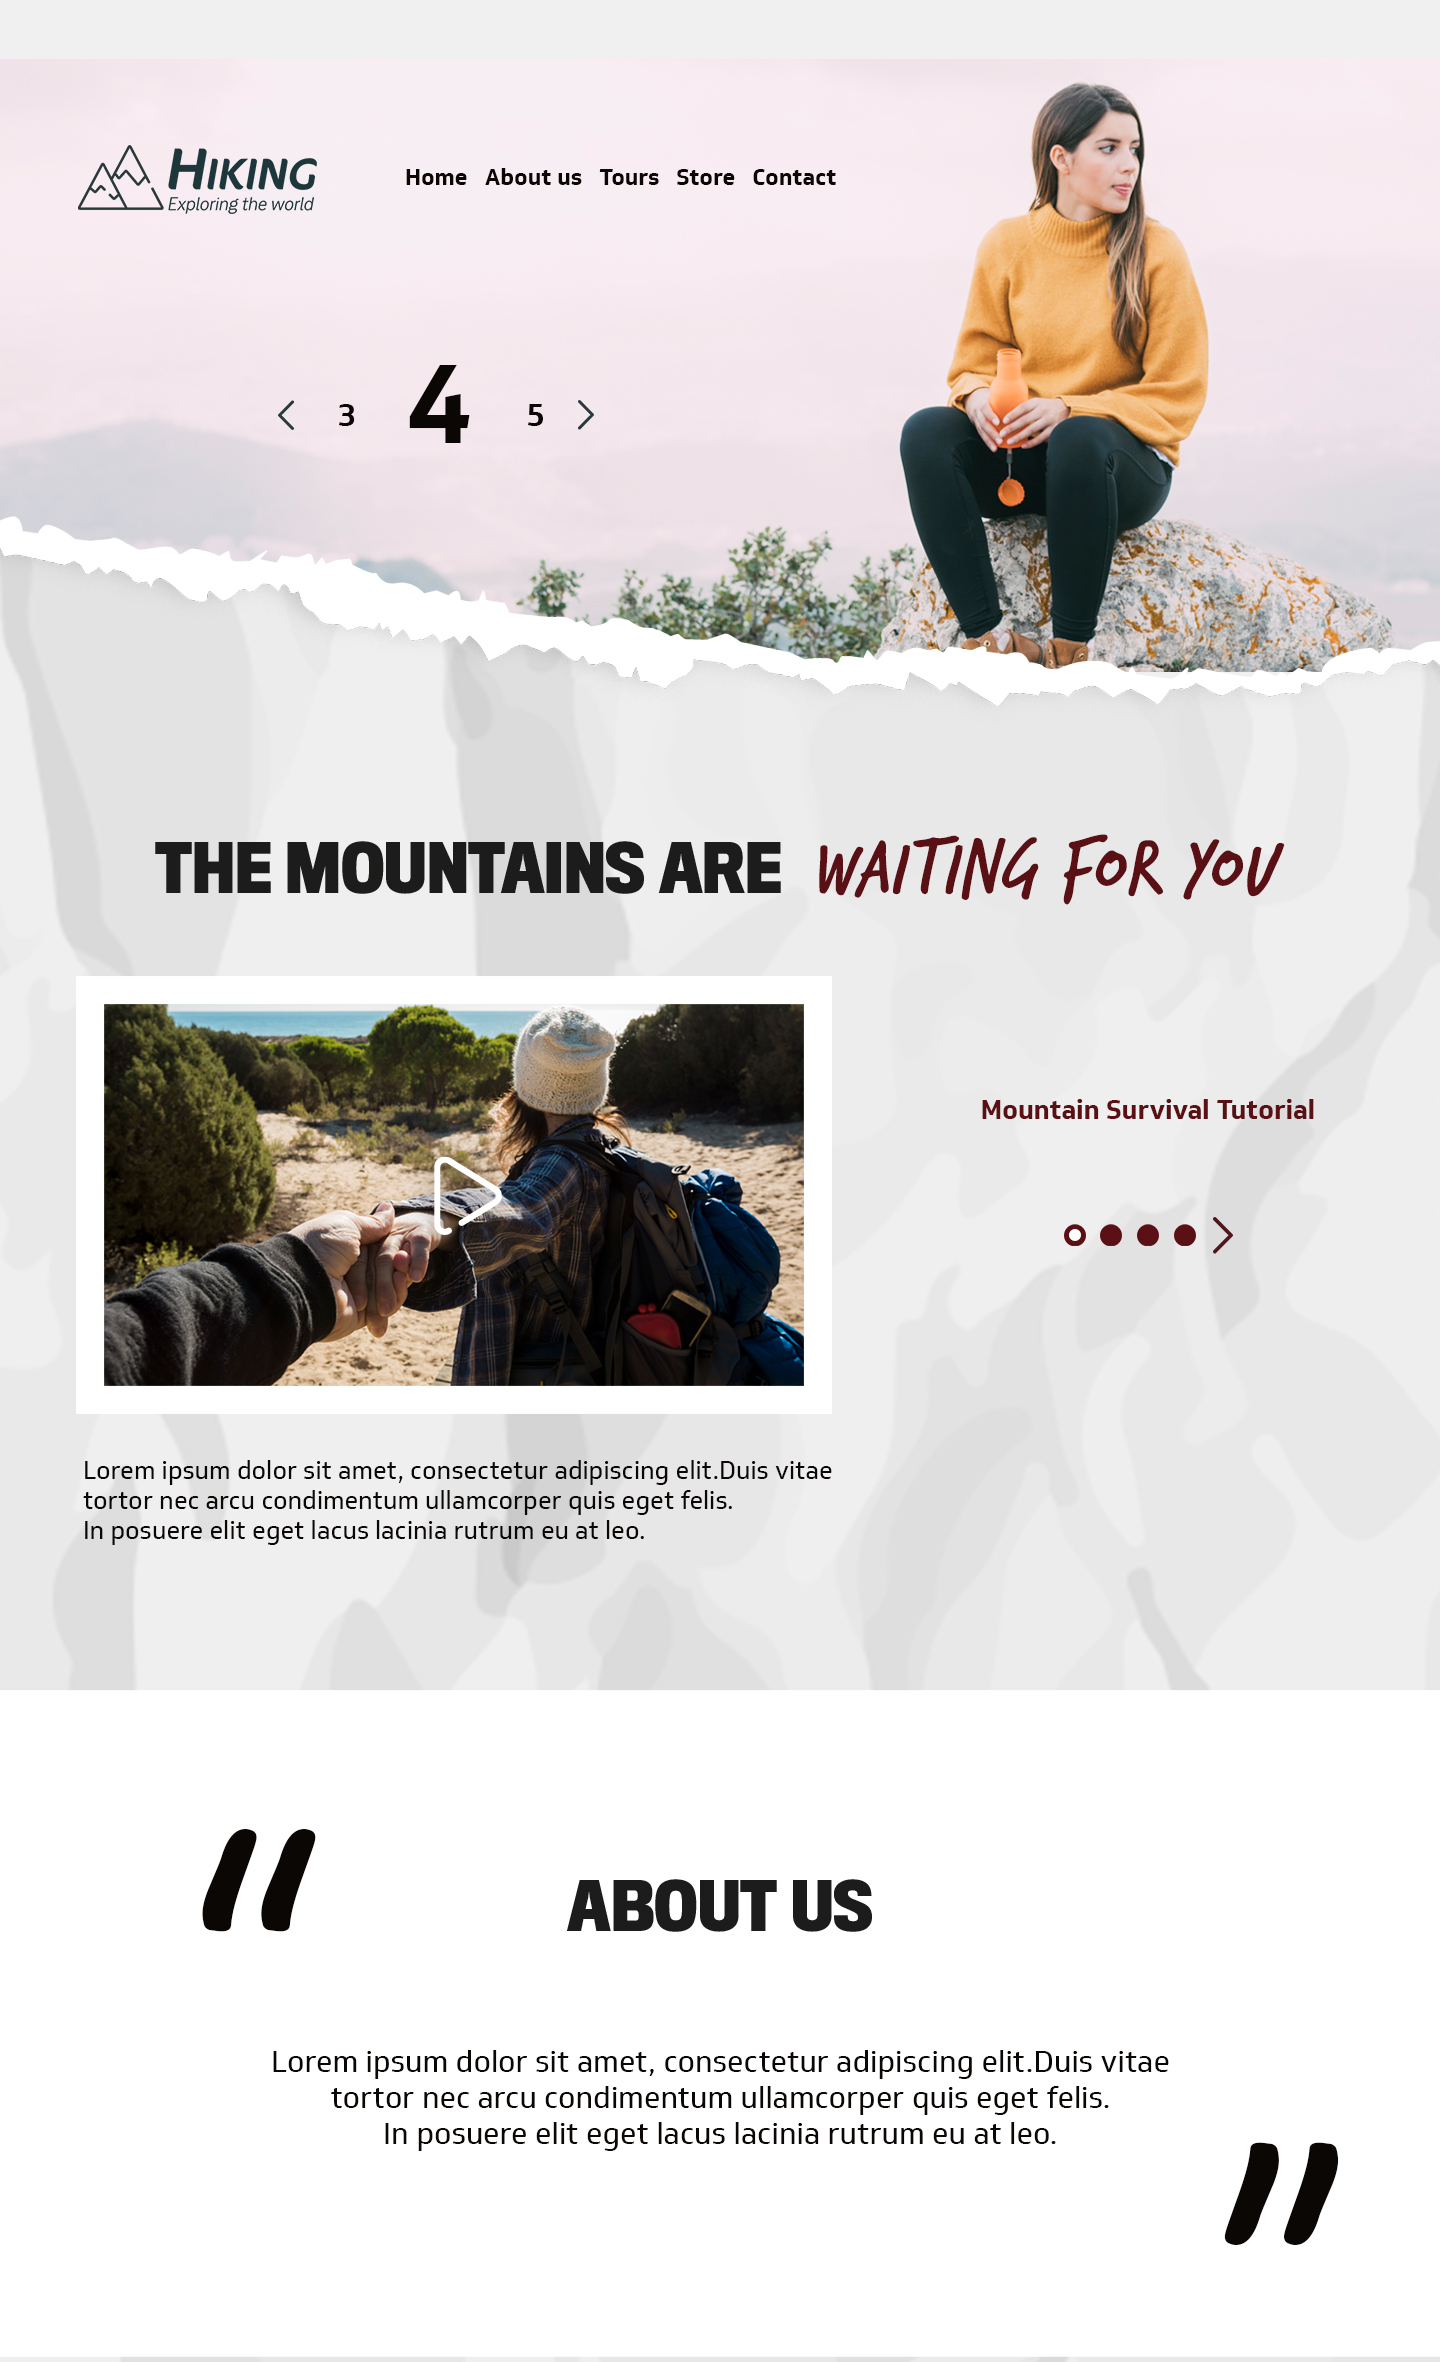 HIKING
Exploring the world
Home About us Tours Store Contact
3 4 5
THE MOUNTAINS ARE WAITING FOR YOU
Mountain Survival Tutorial
Lorem ipsum dolor sit amet, consectetur adipiscing elit.Duis vitae
tortor nec arcu condimentum ullamcorper quis eget felis.
In posuere elit eget lacus lacinia rutrum eu at leo.
"
ABOUT US
Lorem ipsum dolor sit amet, consectetur adipiscing elit.Duis vitae
tortor nec arcu condimentum ullamcorper quis eget felis.
In posuere elit eget lacus lacinia rutrum eu at leo.
"